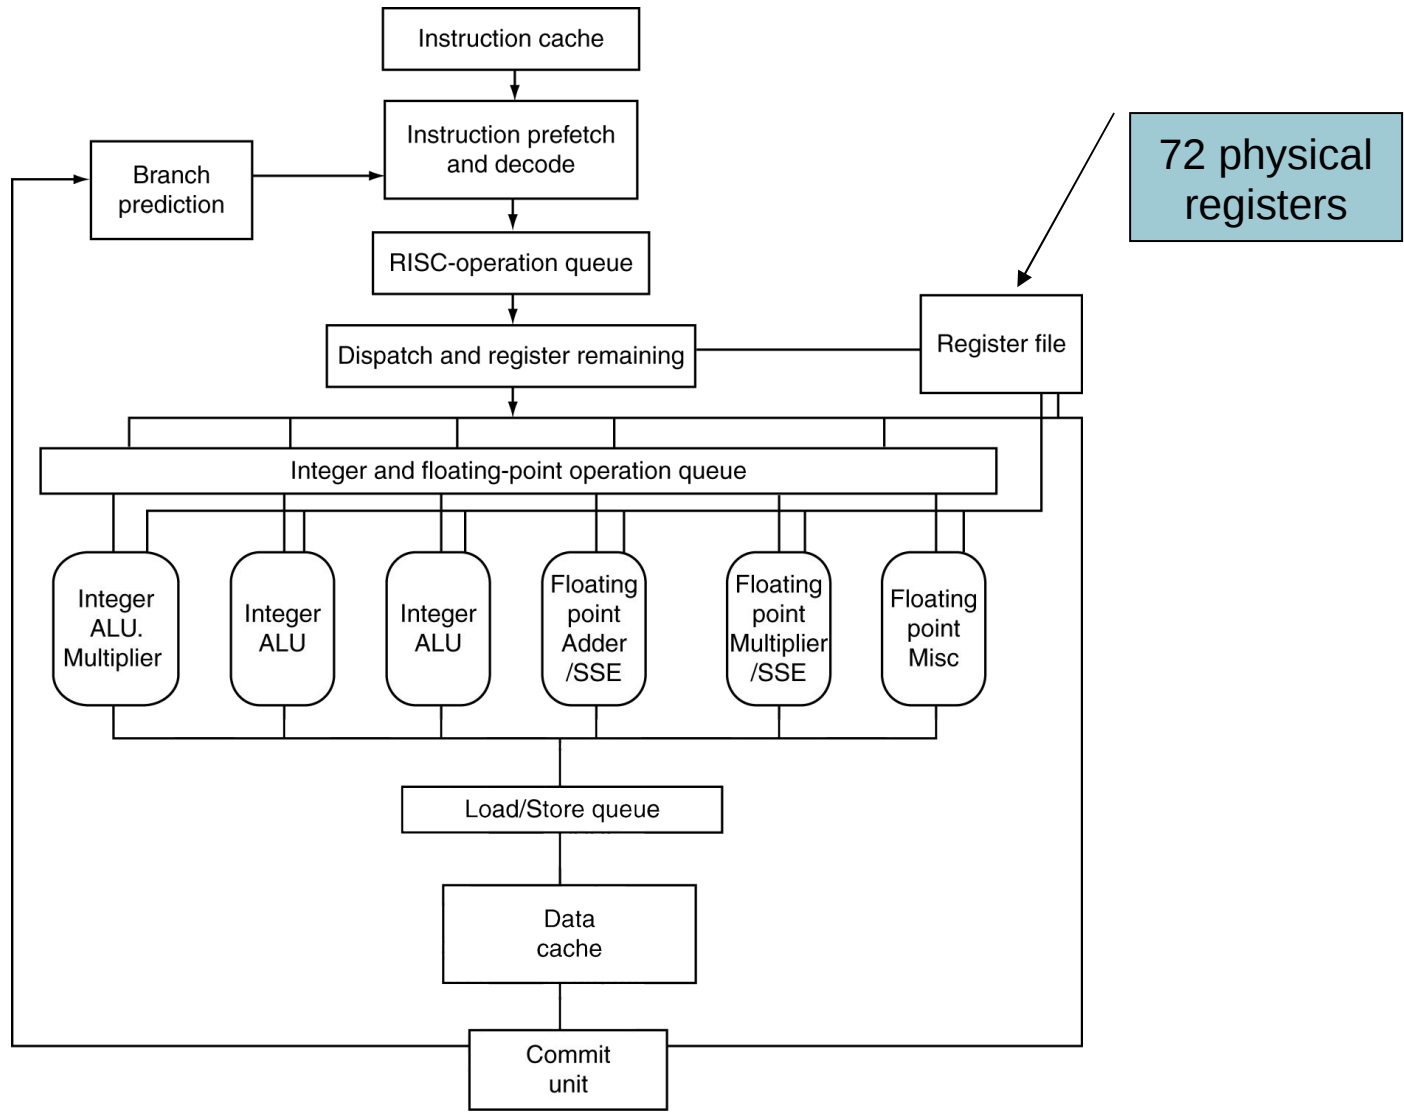 Instruction cache
Instruction prefetch
and decode
Branch
prediction
72 physical
registers
RISC-operation queue
Dispatch and register remaining
Register file
Integer and floating-point operation queue
Integer
ALU.
Multiplier
Integer
ALU
Integer
ALU
Floating
point
Adder
/SSE
Floating
point
Multiplier
/SSE
Floating
point
Misc
Load/Store queue
Data
cache
Commit
unit